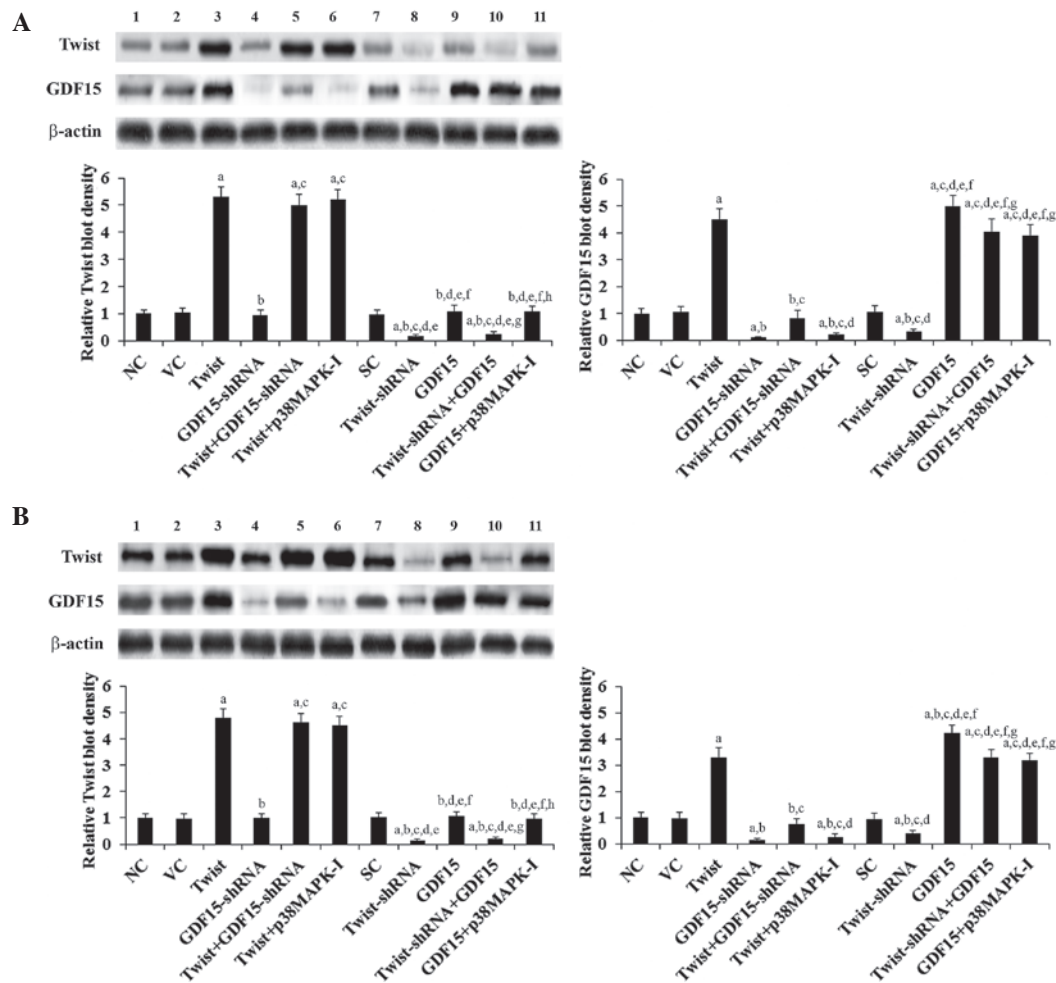 A
1 2 3 4 5 6 7 8 9 10 11
Twist
GDF15
β-actin
Relative Twist blot density
6
5
4
3
2
1
0
a
b
a,c
a,c
a,b,c,d,e
b,d,e,f
a,b,c,d,e,g
b,d,e,f,h
NC
VC
Twist
GDF15-shRNA
Twist+GDF15-shRNA
Twist+p38MAPK-I
SC
Twist-shRNA
GDF15
Twist-shRNA+GDF15
GDF15+p38MAPK-I
Relative GDF15 blot density
6
5
4
3
2
1
0
a
a,b
b,c
a,b,c,d
a,b,c,d
a,c,d,e,f
a,c,d,e,f,g
a,c,d,e,f,g
NC
VC
Twist
GDF15-shRNA
Twist+GDF15-shRNA
Twist+p38MAPK-I
SC
Twist-shRNA
GDF15
Twist-shRNA+GDF15
GDF15+p38MAPK-I
B
1 2 3 4 5 6 7 8 9 10 11
Twist
GDF15
β-actin
Relative Twist blot density
6
5
4
3
2
1
0
a
b
a,c
a,c
a,b,c,d,e
b,d,e,f
a,b,c,d,e,g
b,d,e,f,h
NC
VC
Twist
GDF15-shRNA
Twist+GDF15-shRNA
Twist+p38MAPK-I
SC
Twist-shRNA
GDF15
Twist-shRNA+GDF15
GDF15+p38MAPK-I
Relative GDF15 blot density
6
5
4
3
2
1
0
a
a,b
b,c
a,b,c,d
a,b,c,d
a,b,c,d,e,f
a,c,d,e,f,g
a,c,d,e,f,g
NC
VC
Twist
GDF15-shRNA
Twist+GDF15-shRNA
Twist+p38MAPK-I
SC
Twist-shRNA
GDF15
Twist-shRNA+GDF15
GDF15+p38MAPK-I